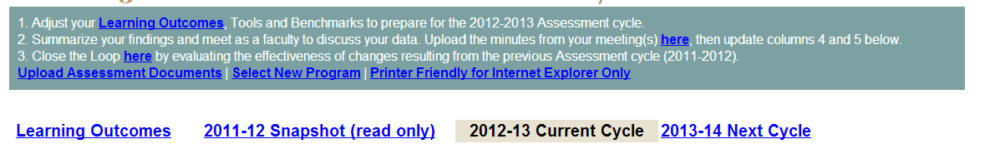 1. Adjust your Learning Outcomes, Tools and Benchmarks to prepare for the 2012-2013 Assessment cycle.
2. Summarize your findings and meet as a faculty to discuss your data. Upload the minutes from your meeting(s) here, then update columns 4 and 5 below.
3. Close the Loop here by evaluating the effectiveness of changes resulting from the previous Assessment cycle (2011-2012).
Upload Assessment Documents | Select New Program | Printer Friendly for Internet Explorer Only
Learning Outcomes 2011-12 Snapshot (read only) 2012-13 Current Cycle 2013-14 Next Cycle